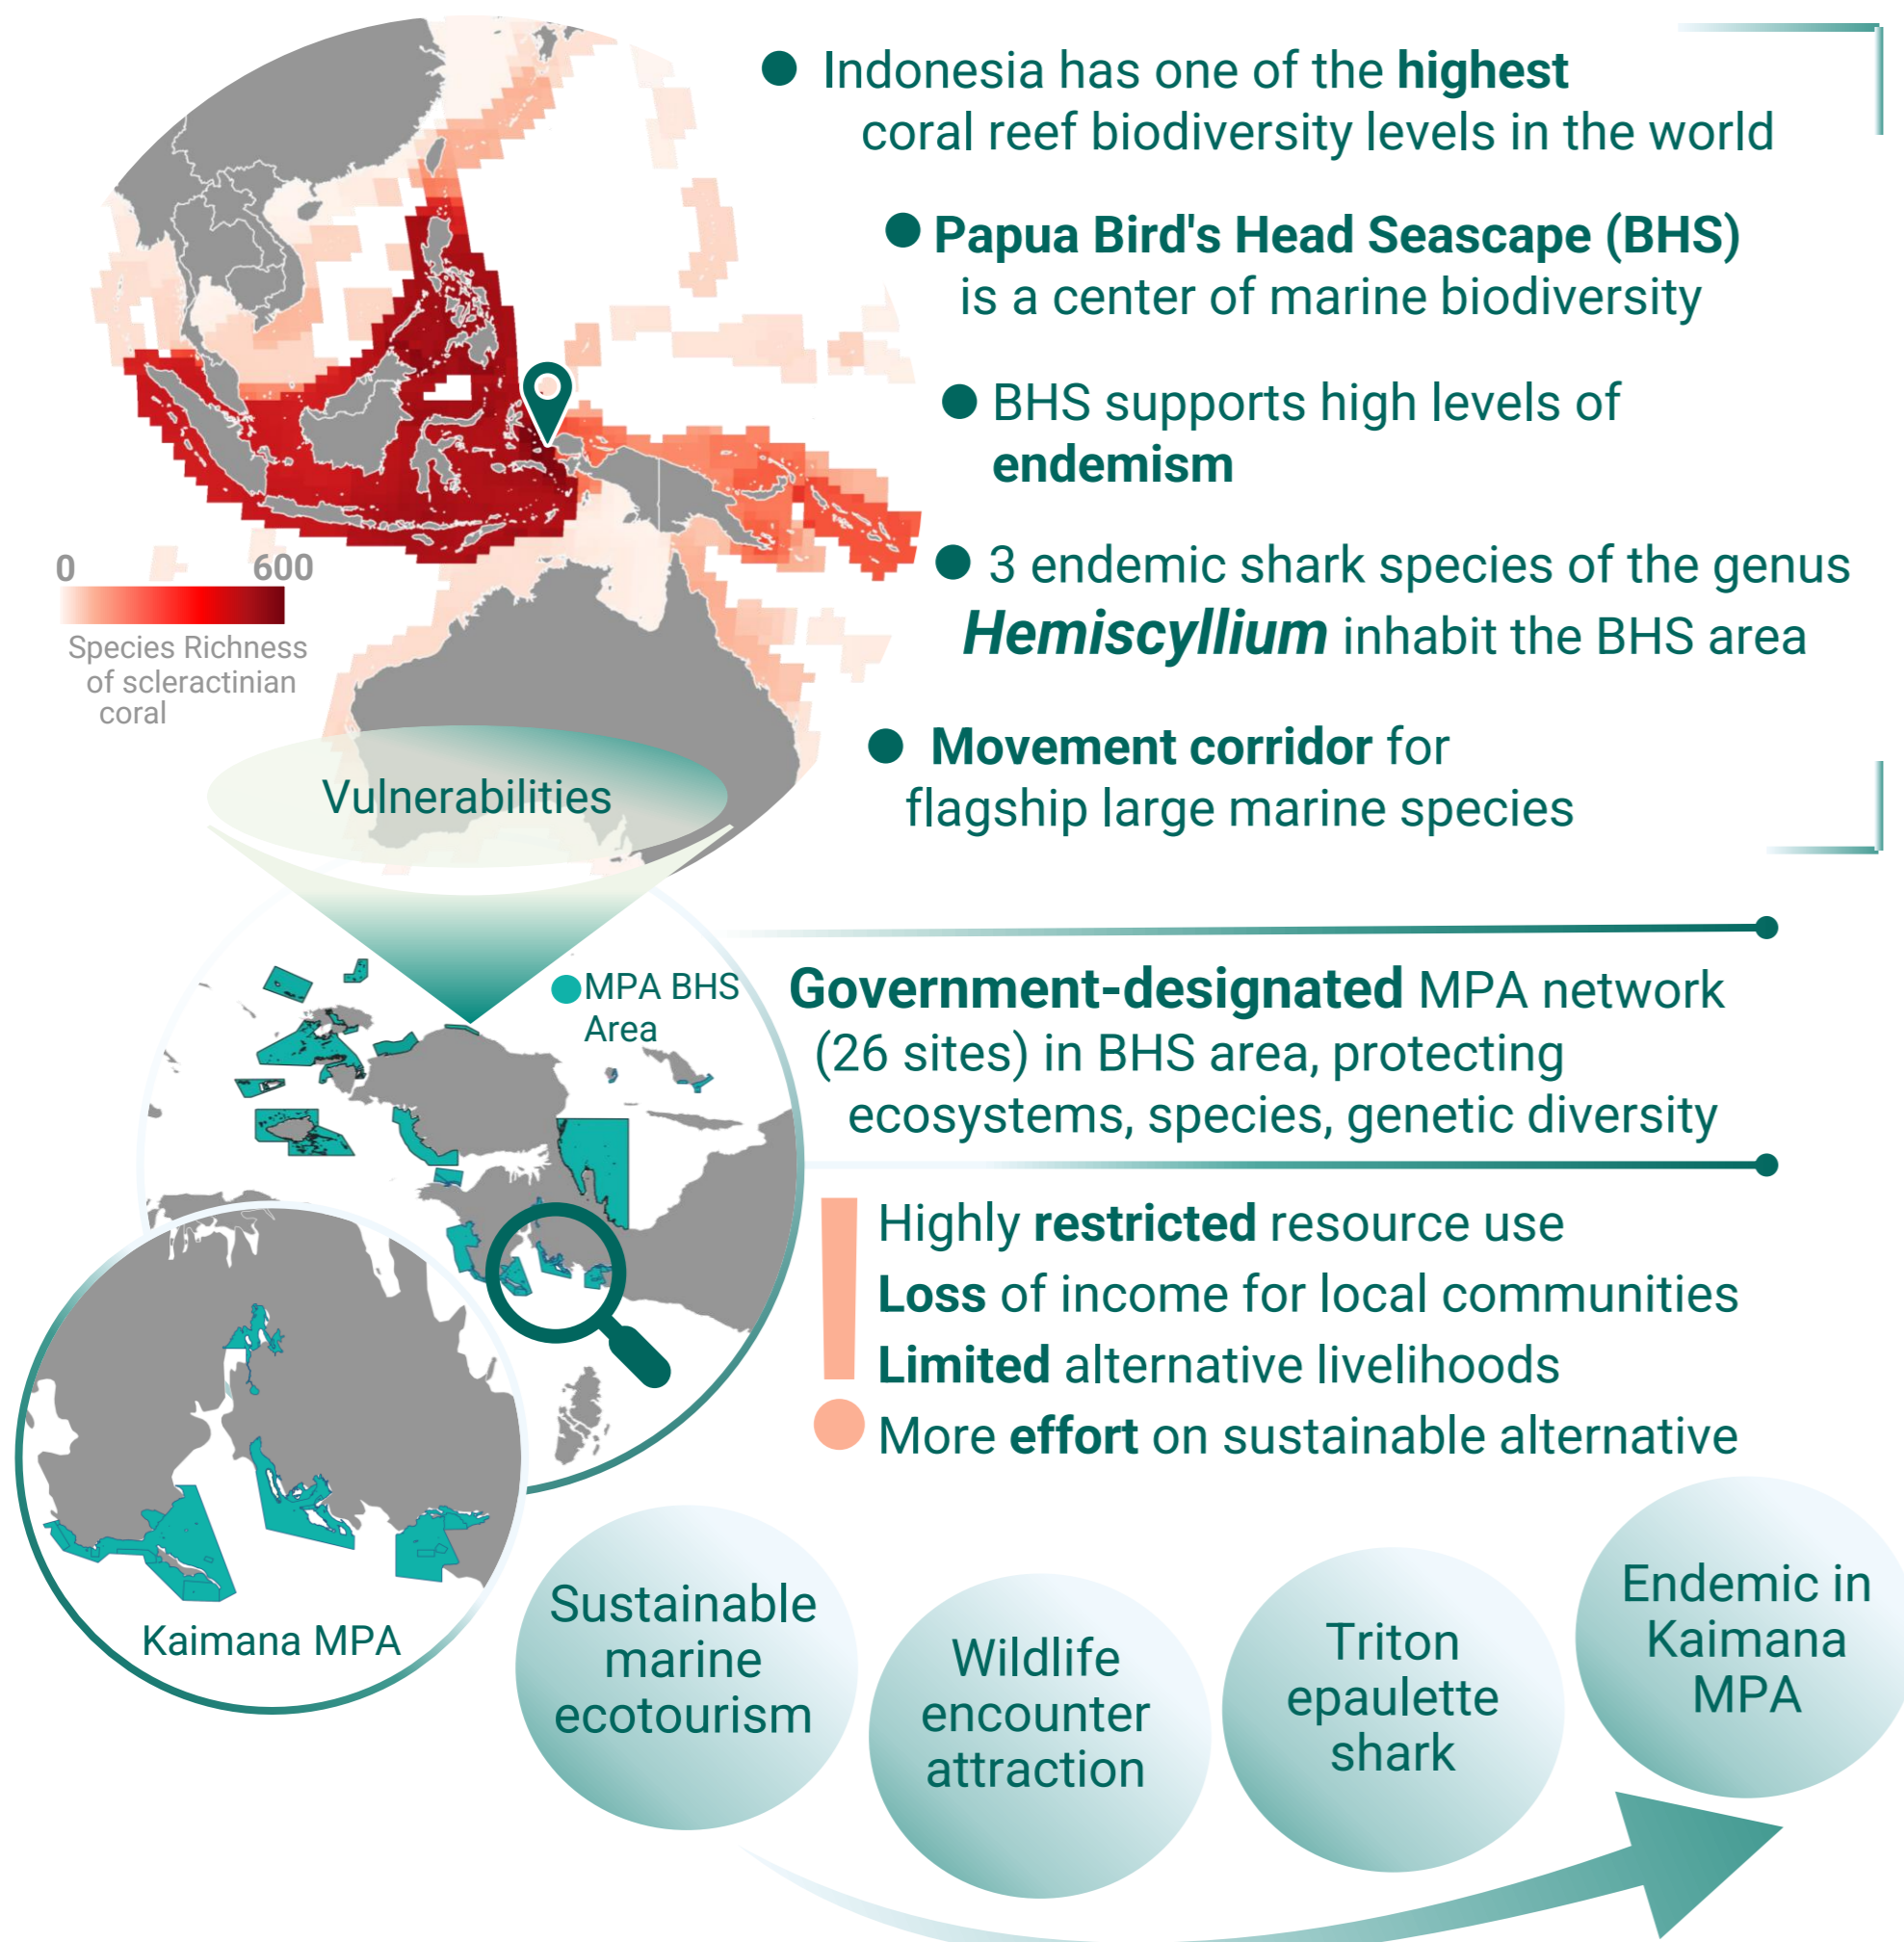 Indonesia has one of the highest
coral reef biodiversity levels in the world
Papua Bird's Head Seascape (BHS)
is a center of marine biodiversity
BHS supports high levels of
endemism
3 endemic shark species of the genus
Hemiscyllium inhabit the BHS area
Movement corridor for
flagship large marine species
0 600
Species Richness
of scleractinian
coral
Vulnerabilities
MPA BHS
Area
Government-designated MPA network
(26 sites) in BHS area, protecting
ecosystems, species, genetic diversity
Highly restricted resource use
Loss of income for local communities
Limited alternative livelihoods
More effort on sustainable alternative
Kaimana MPA
Sustainable
marine
ecotourism
Wildlife
encounter
attraction
Triton
epaulette
shark
Endemic in
Kaimana
MPA